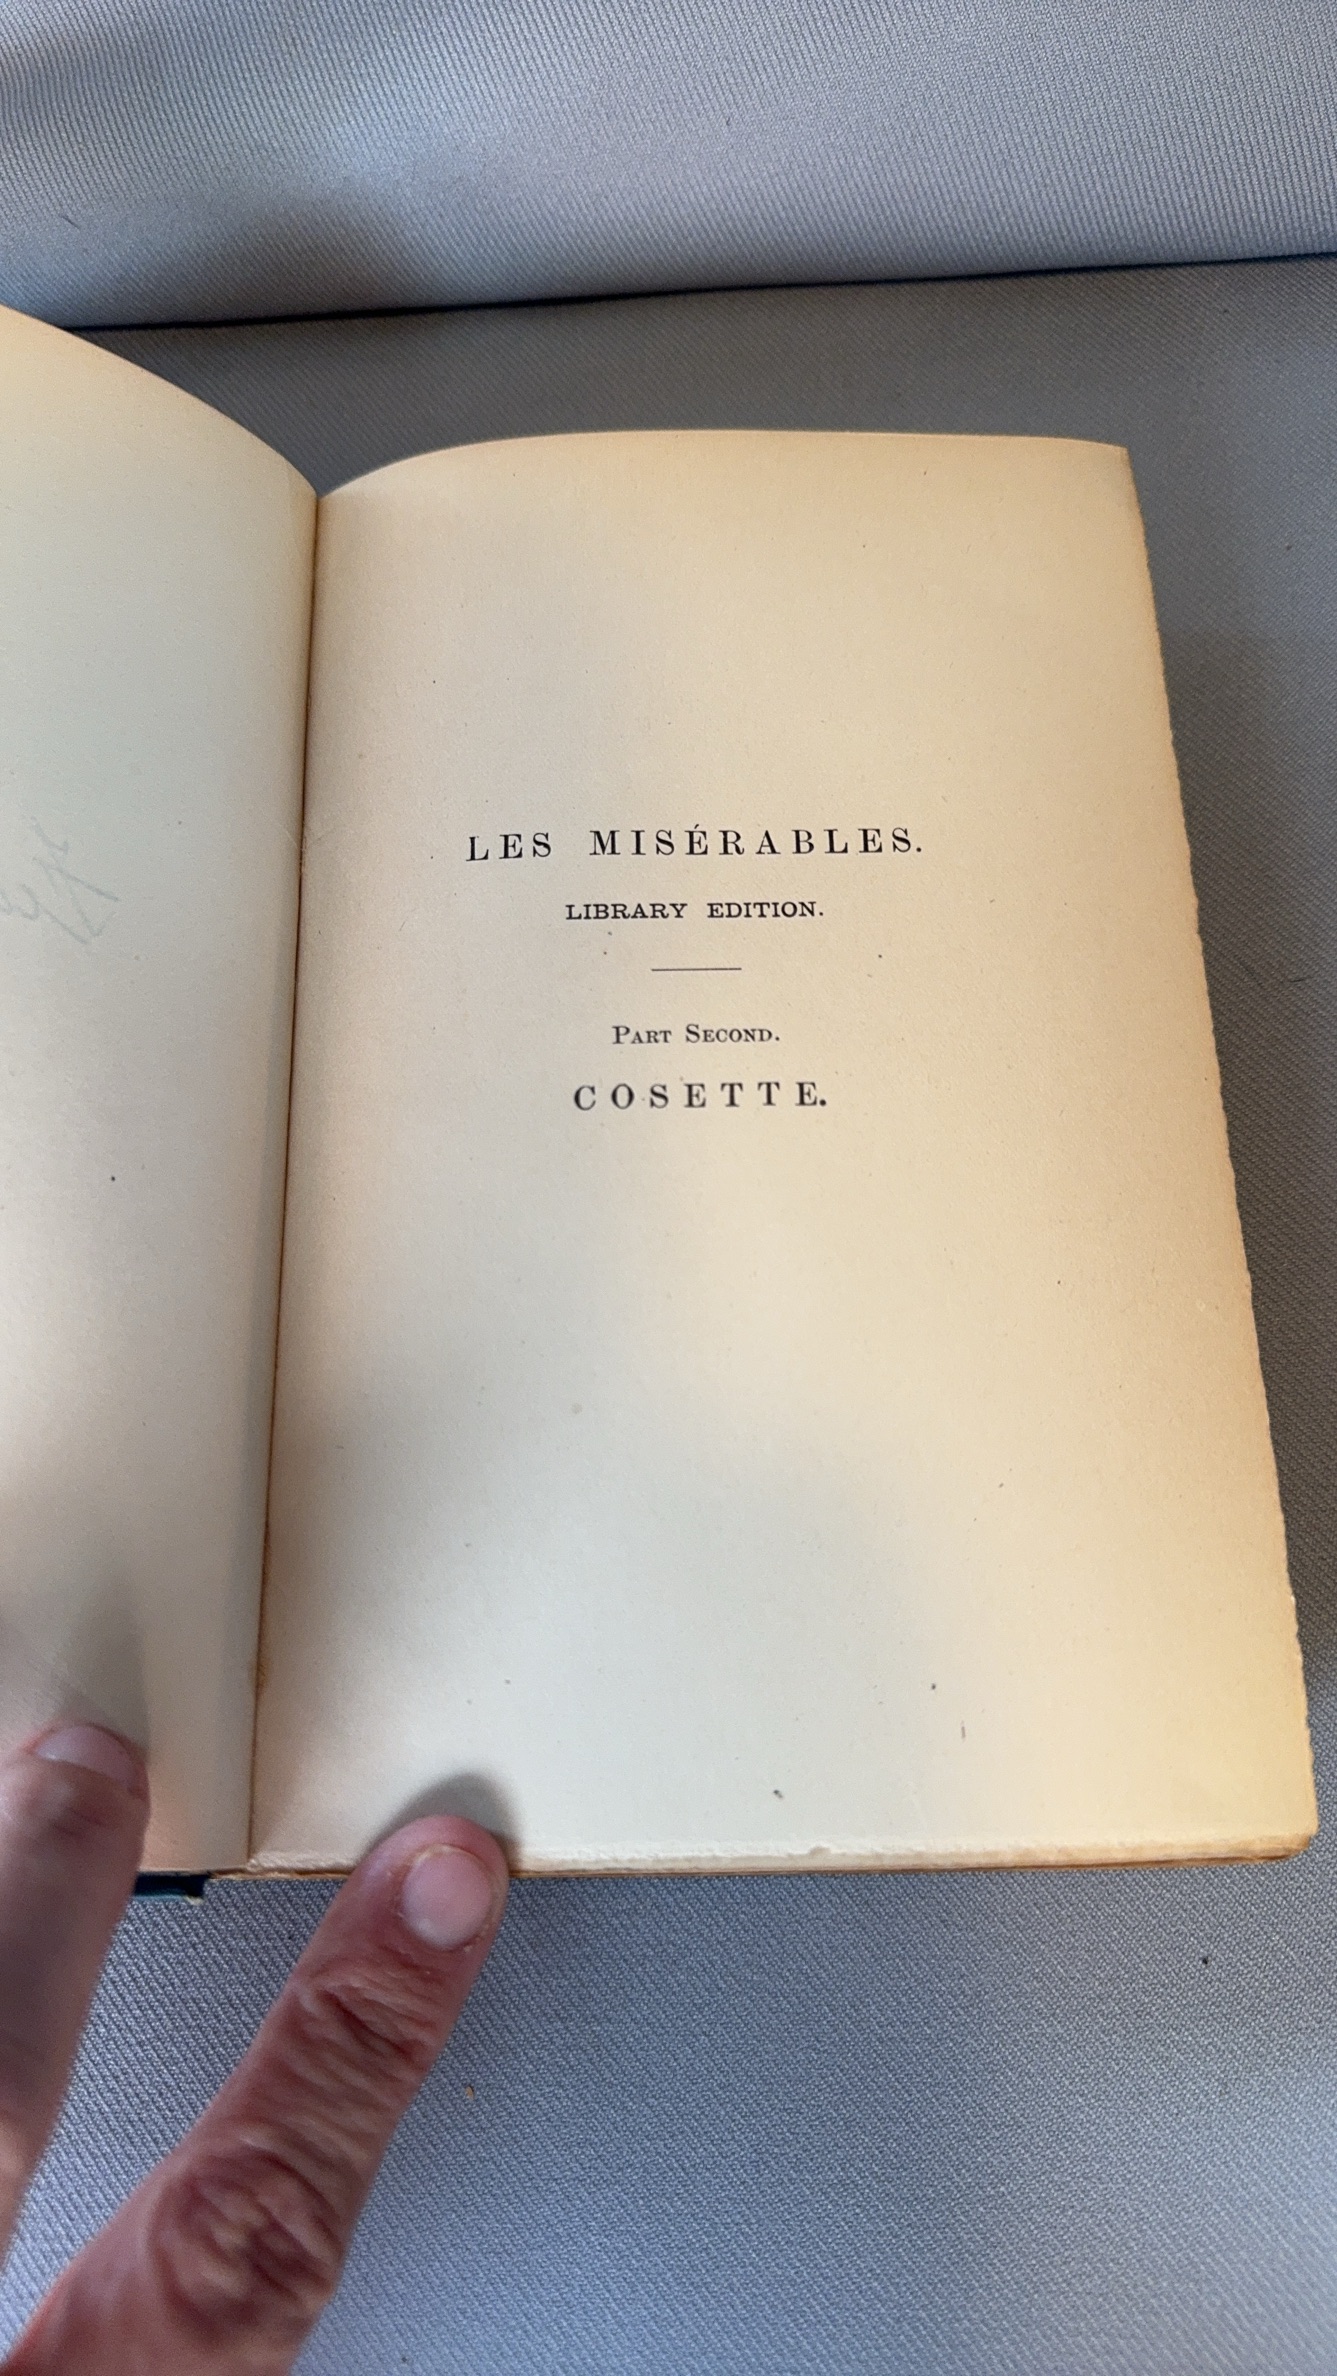 LES MISÉRABLES.
LIBRARY EDITION.
PART SECOND.
COSETTE.